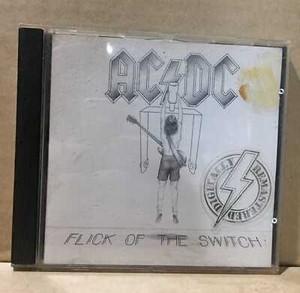 AC DC
DIGITALLY REMASTERED
FLICK OF THE SWITCH